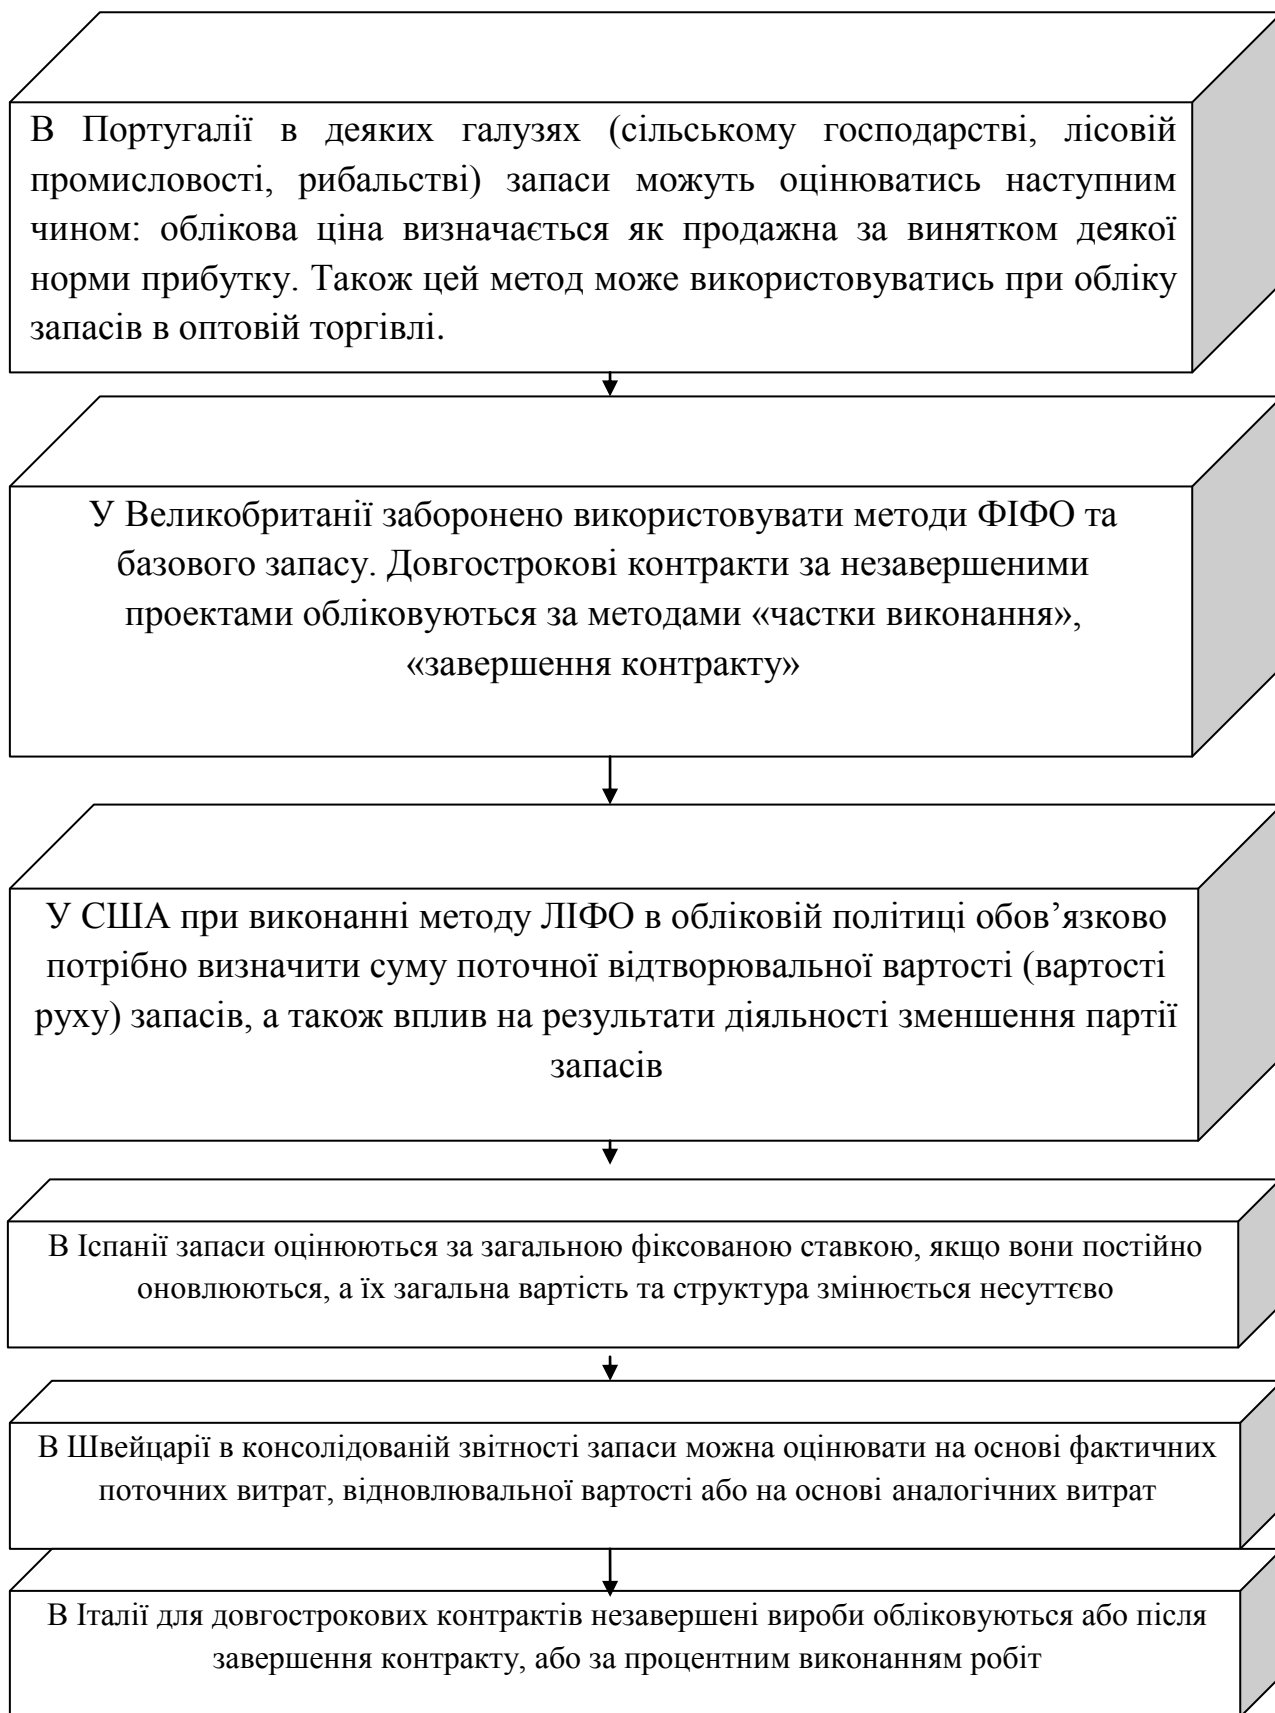 В Португалії в деяких галузях (сільському господарстві, лісовій
промисловості, рибальстві) запаси можуть оцінюватись наступним
чином: облікова ціна визначається як продажна за винятком деякої
норми прибутку. Також цей метод може використовуватись при обліку
запасів в оптовій торгівлі.
У Великобританії заборонено використовувати методи ФІФО та
базового запасу. Довгострокові контракти за незавершеними
проектами обліковуються за методами «частки виконання»,
«завершення контракту»
У США при виконанні методу ЛІФО в обліковій політиці обов’язково
потрібно визначити суму поточної відтворювальної вартості (вартості
руху) запасів, а також вплив на результати діяльності зменшення партії
запасів
В Іспанії запаси оцінюються за загальною фіксованою ставкою, якщо вони постійно
оновлюються, а їх загальна вартість та структура змінюється несуттєво
В Швейцарії в консолідованій звітності запаси можна оцінювати на основі фактичних
поточних витрат, відновлювальної вартості або на основі аналогічних витрат
В Італії для довгострокових контрактів незавершені вироби обліковуються або після
завершення контракту, або за процентним виконанням робіт